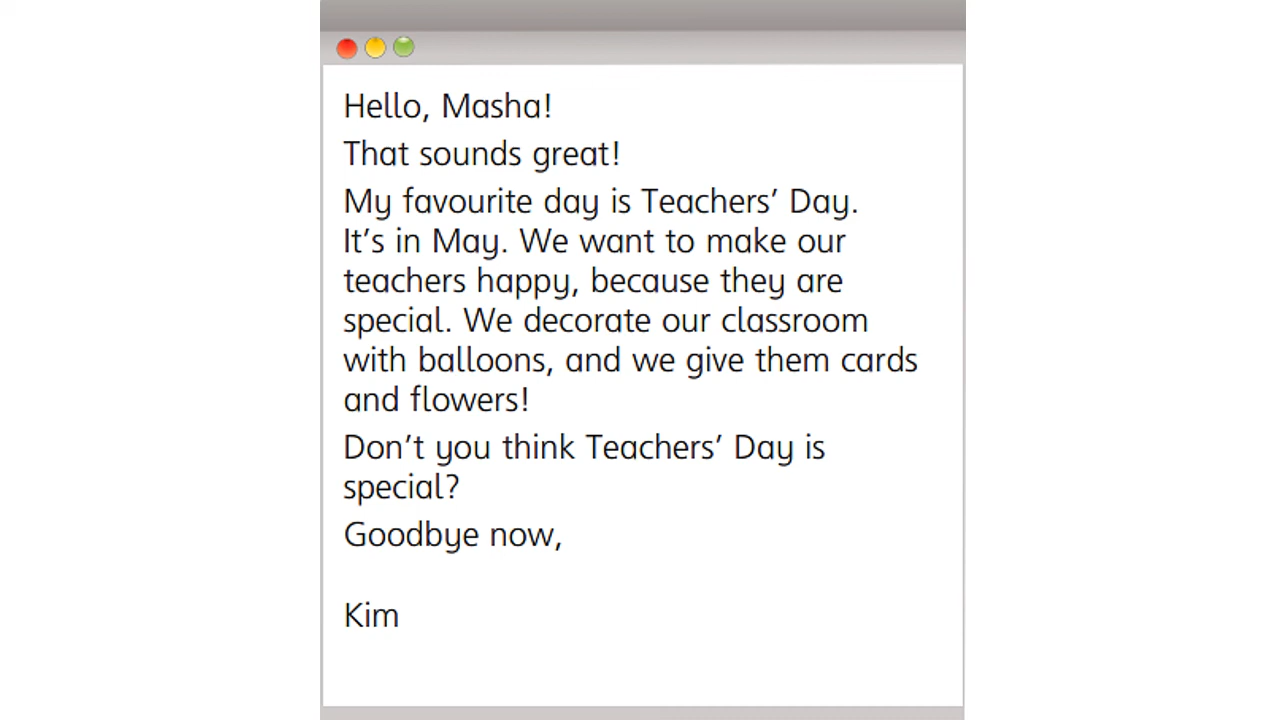 Hello, Masha!
That sounds great!
My favourite day is Teachers’ Day.
It’s in May. We want to make our
teachers happy, because they are
special. We decorate our classroom
with balloons, and we give them cards
and flowers!
Don’t you think Teachers’ Day is
special?
Goodbye now,
Kim